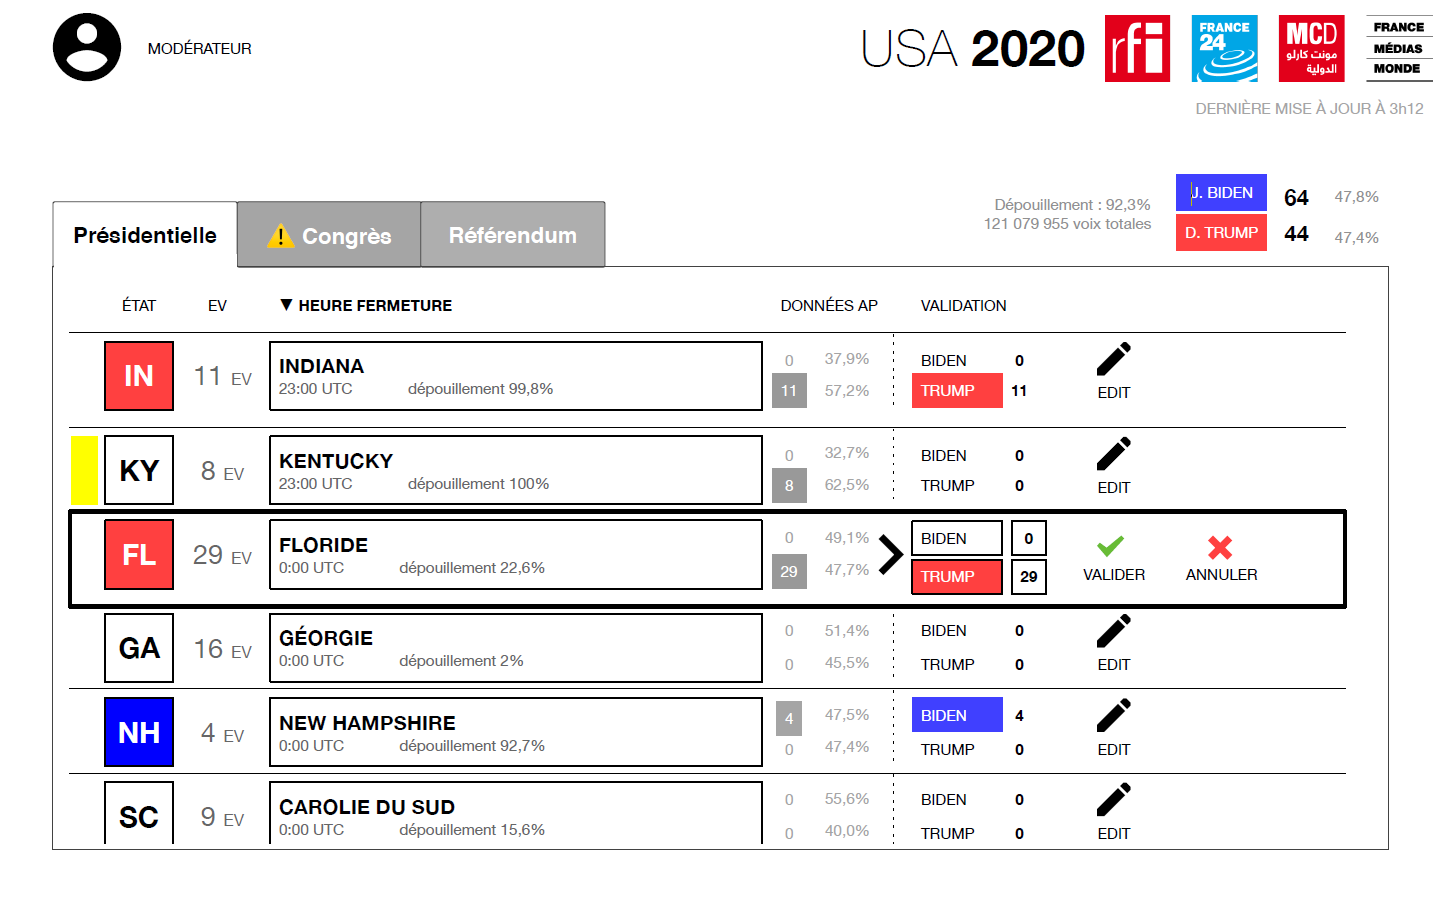 MODÉRATEUR
USA 2020
rfi
FRANCE
24
MCD
مونت كارلو
الدولية
FRANCE
MÉDIAS
MONDE
DERNIÈRE MISE À JOUR À 3h12
Dépouillement : 92,3%
121 079 955 voix totales
J. BIDEN 64 47,8%
D. TRUMP 44 47,4%
Présidentielle Congrès Référendum
ÉTAT EV ▼ HEURE FERMETURE DONNÉES AP VALIDATION
IN 11 EV
INDIANA
23:00 UTC dépouillement 99,8%
0 37,9% BIDEN 0
11 57,2% TRUMP 11
EDIT
KY 8 EV
KENTUCKY
23:00 UTC dépouillement 100%
0 32,7% BIDEN 0
8 62,5% TRUMP 0
EDIT
FL 29 EV
FLORIDE
0:00 UTC dépouillement 22,6%
0 49,1% BIDEN 0
29 47,7% TRUMP 29
VALIDER ANNULER
GA 16 EV
GÉORGIE
0:00 UTC dépouillement 2%
0 51,4% BIDEN 0
0 45,5% TRUMP 0
EDIT
NH 4 EV
NEW HAMPSHIRE
0:00 UTC dépouillement 92,7%
4 47,5% BIDEN 4
0 47,4% TRUMP 0
EDIT
SC 9 EV
CAROLIE DU SUD
0:00 UTC dépouillement 15,6%
0 55,6% BIDEN 0
0 40,0% TRUMP 0
EDIT